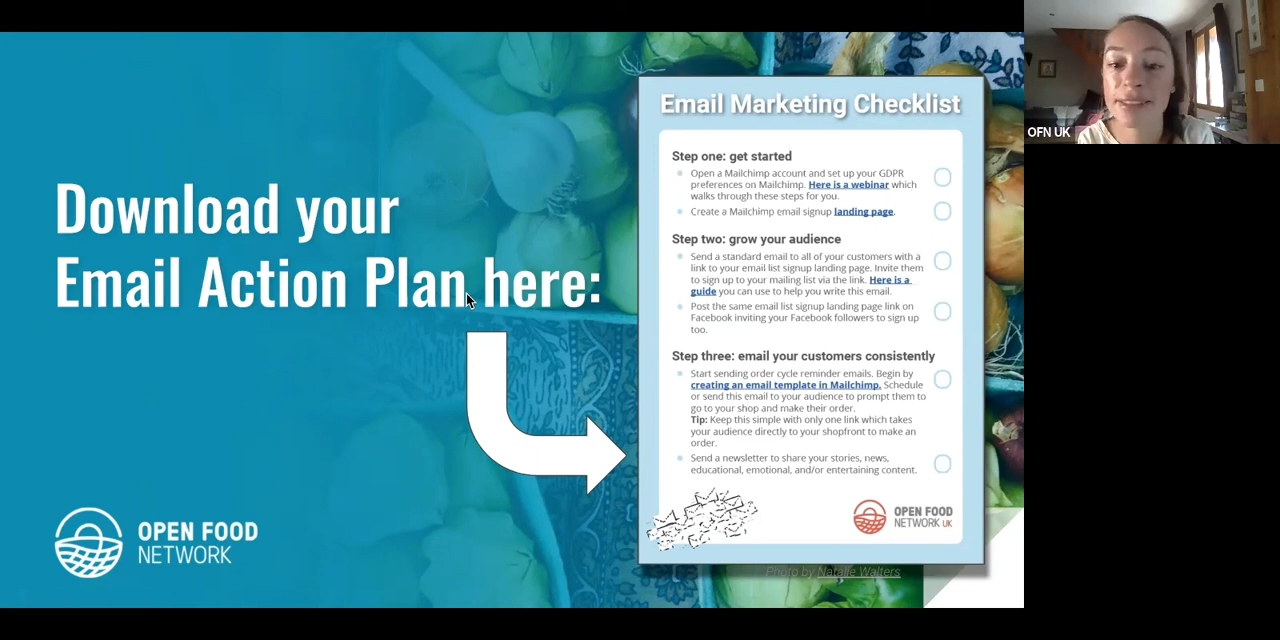 Download your
Email Action Plan here:
OPEN FOOD
NETWORK
Email Marketing Checklist
Step one: get started
Open a Mailchimp account and set up your GDPR
preferences on Mailchimp. Here is a webinar which
walks through these steps for you.
Create a Mailchimp email signup landing page.
Step two: grow your audience
Send a standard email to all of your customers with a
link to your email list signup landing page. Invite them
to sign up to your mailing list via the link. Here is a
guide you can use to help you write this email.
Post the same email list signup landing page link on
Facebook inviting your Facebook followers to sign up
too.
Step three: email your customers consistently
Start sending order cycle reminder emails. Begin by
creating an email template in Mailchimp. Schedule
or send this email to your audience to prompt them to
go to your shop and make their order.
Tip: Keep this simple with only one link which takes
your audience directly to your shopfront to make an
order.
Send a newsletter to share your stories, news,
educational, emotional, and/or entertaining content.
OPEN FOOD
NETWORK UK
Photo by Natalie Walters
OFN UK